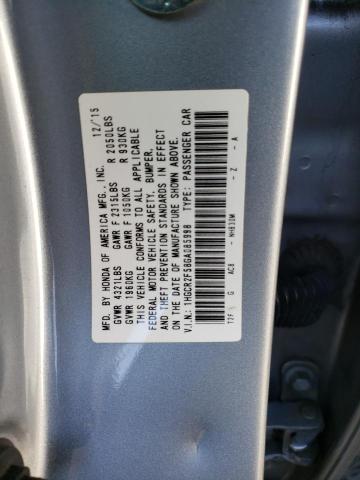 MFD. BY HONDA OF AMERICA MFG., INC. 12/'15
GVWR 4321LBS GAWR F 2315LBS R 2050LBS
GVWR 1960KG GAWR F 1050KG R 930KG
THIS VEHICLE CONFORMS TO ALL APPLICABLE
FEDERAL MOTOR VEHICLE SAFETY, BUMPER,
AND THEFT PREVENTION STANDARDS IN EFFECT
ON THE DATE OF MANUFACTURE SHOWN ABOVE.
V.I.N.: 1HGCR2F58GA085998 PASSENGER CAR
T2F G AC8 - NH830M - Z - A